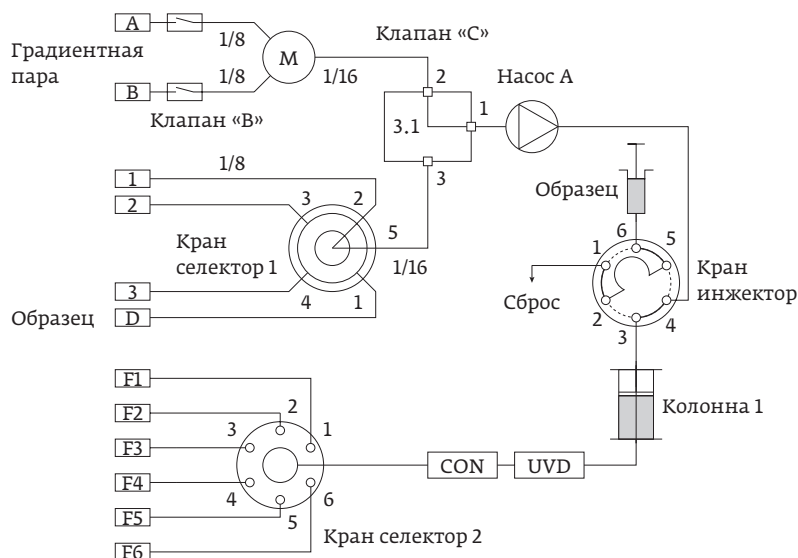 A
1/8
Градиентная
пара
M
1/8
1/16
B
Клапан «B»
Клапан «C»
2
3.1
1
3
Насос A
1/8
1
2
3
2
5
Кран
селектор 1
1/16
3
4
1
Образец
D
Образец
6
1
5
Кран
инжектор
Сброс
2
3
4
Колонна 1
F1
F2
F3
F4
F5
F6
2
3
1
4
6
5
CON
UVD
Кран селектор 2